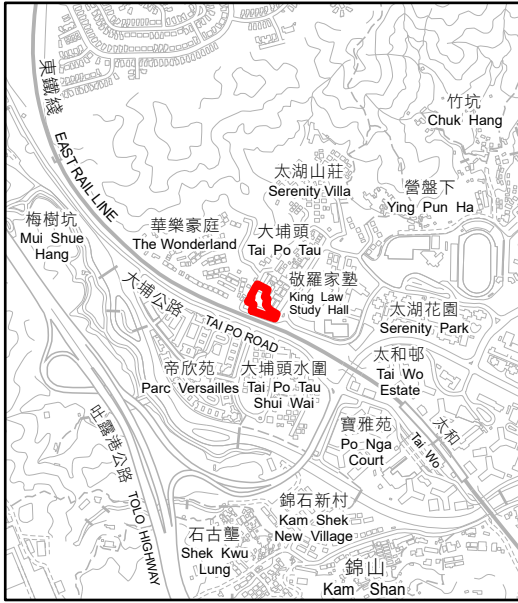 東鐵綫
EAST RAIL LINE
竹坑
Chuk Hang
太湖山莊
Serenity Villa
營盤下
Ying Pun Ha
梅樹坑
Mui Shue
Hang
華樂豪庭
The Wonderland
大埔頭
Tai Po Tau
敬羅家塾
King Law
Study Hall
大埔公路
TAI PO ROAD
太湖花園
Serenity Park
帝欣苑
Parc Versailles
大埔頭水圍
Tai Po Tau
Shui Wai
太和邨
Tai Wo
Estate
吐露港公路
TOLO HIGHWAY
寶雅苑
Po Nga
Court
太和
Tai Wo
錦石新村
Kam Shek
New Village
石古壟
Shek Kwu
Lung
錦山
Kam Shan